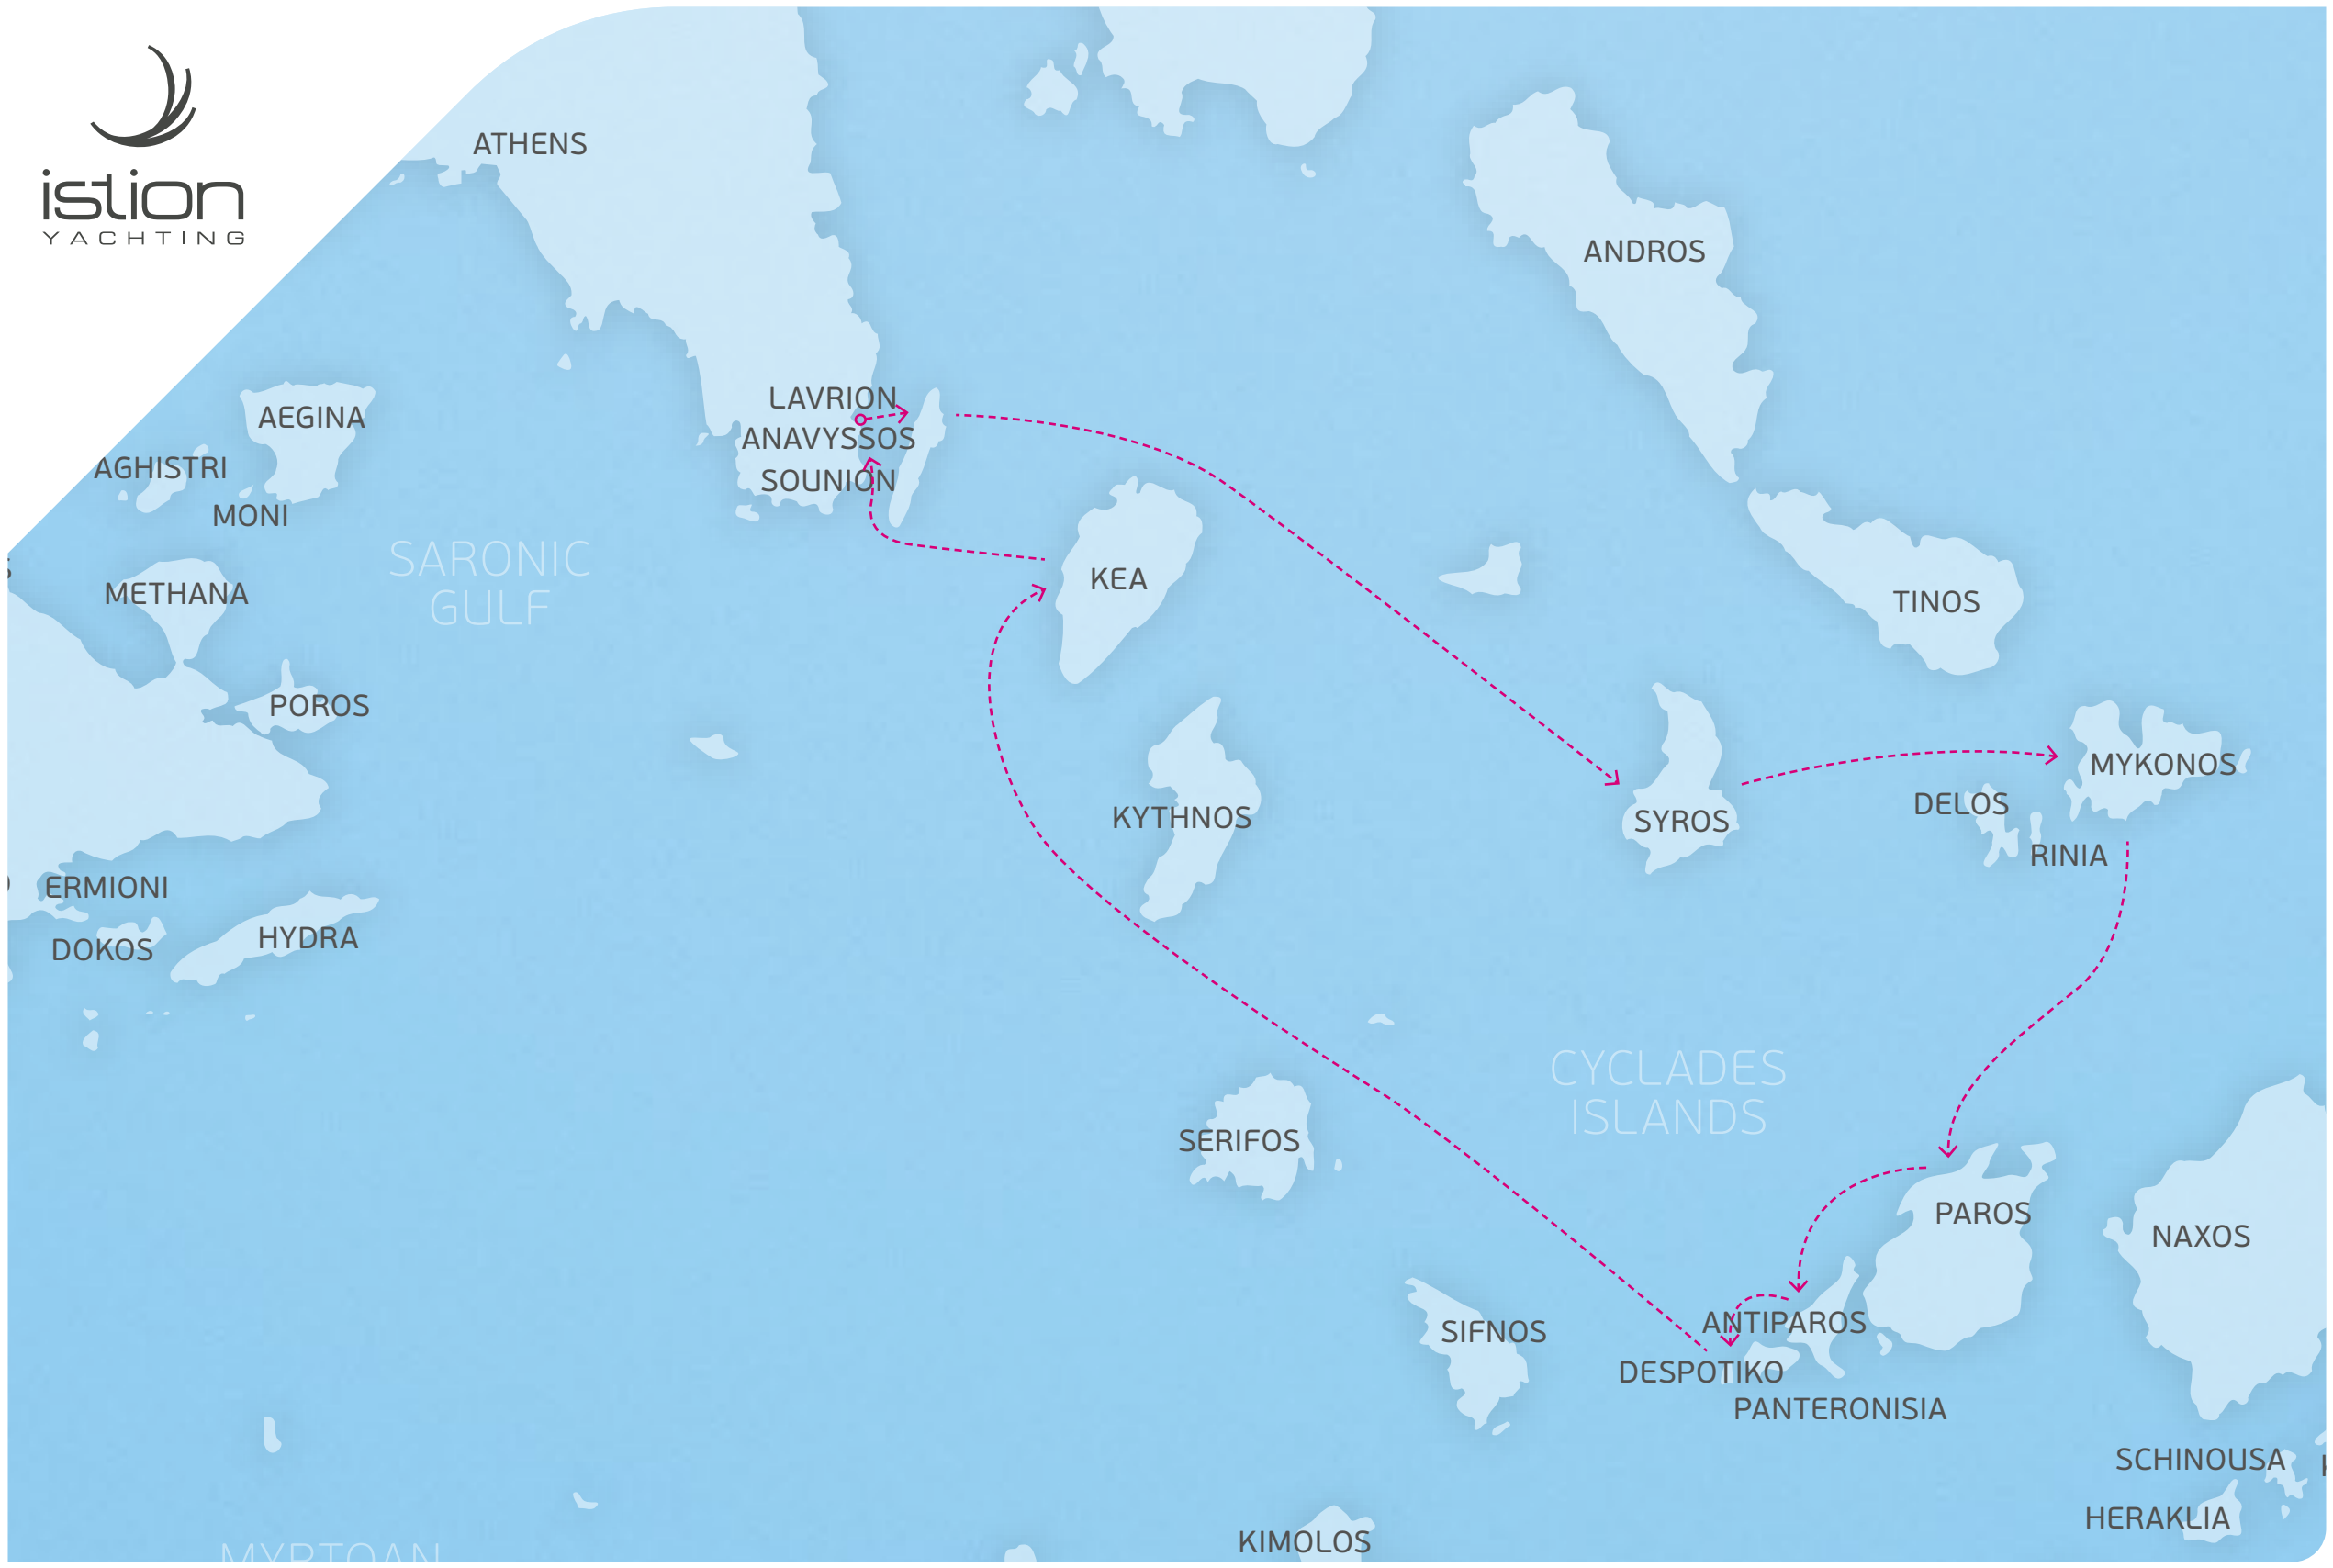 istion
YACHTING
ATHENS
ANDROS
LAVRION
AEGINA
ANAVYSSOS
AGHISTRI
SOUNION
MONI
SARONIC
GULF
KEA
METHANA
TINOS
POROS
MYKONOS
DELOS
KYTHNOS
SYROS
RINIA
ERMIONI
HYDRA
DOKOS
CYCLADES
ISLANDS
SERIFOS
PAROS
NAXOS
ANTIPAROS
SIFNOS
DESPOTIKO
PANTERONISIA
SCHINOUSA
HERAKLIA
KIMOLOS
MYRTOAN